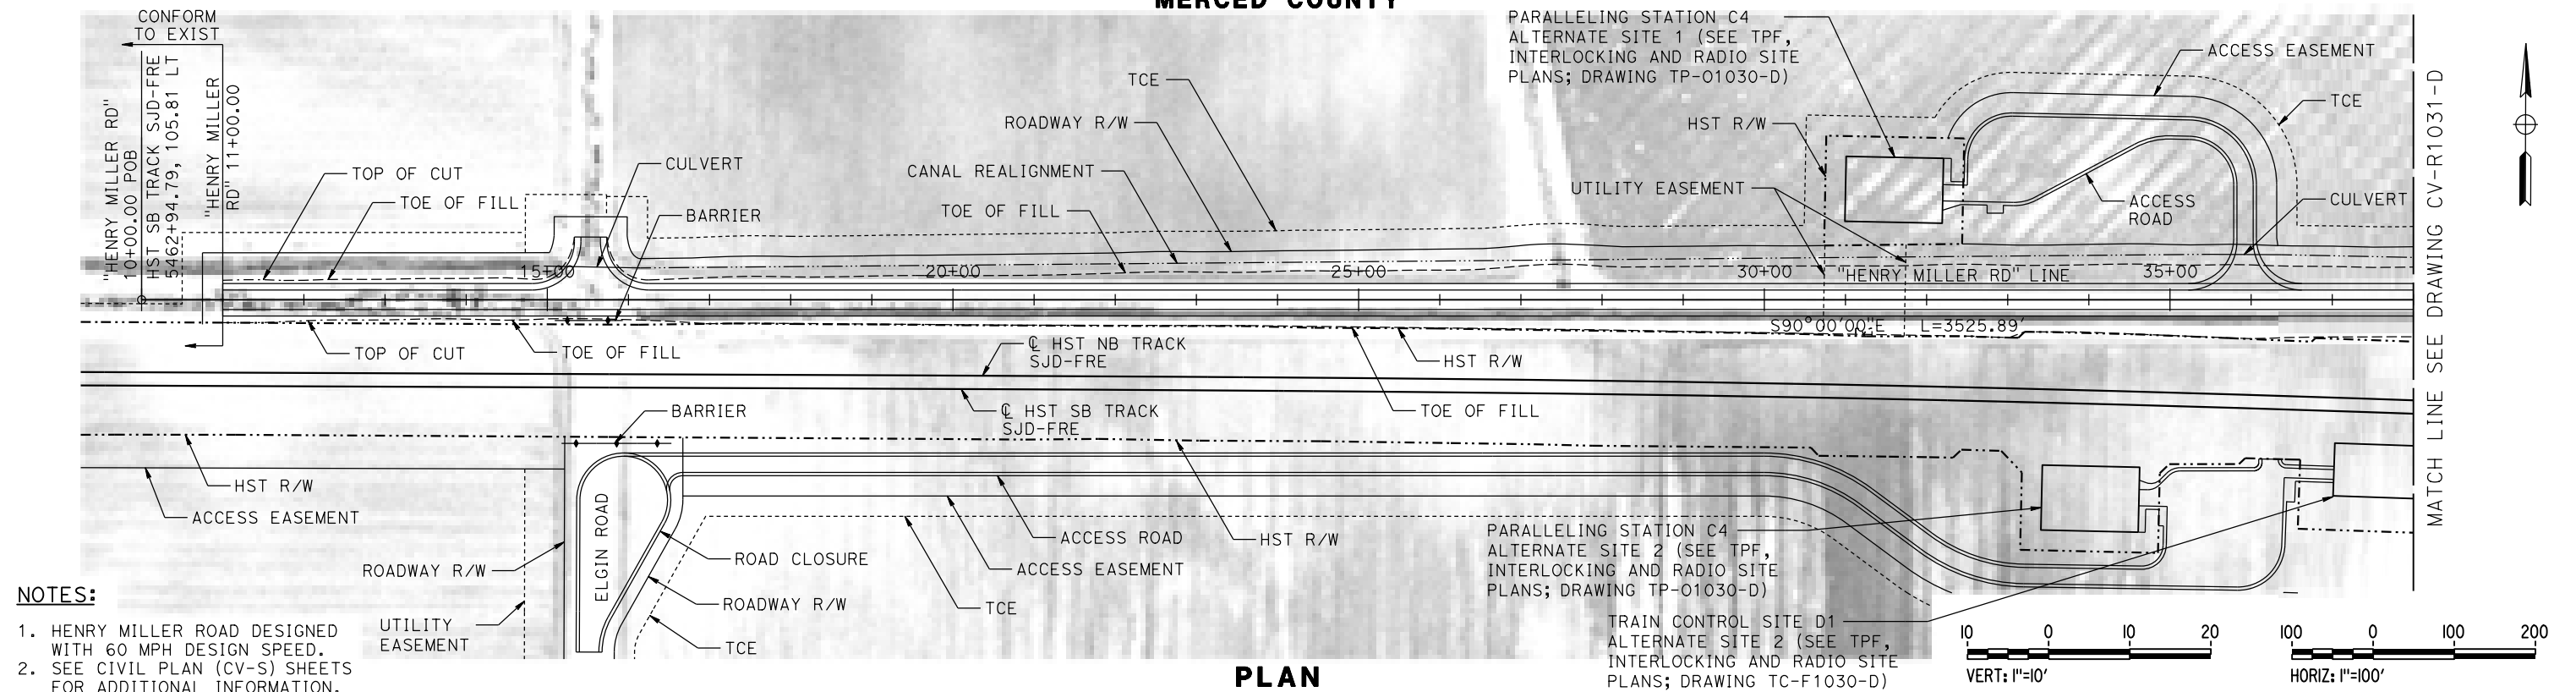 MERCED COUNTY
CONFORM
TO EXIST
"HENRY MILLER RD"
10+00.00 POB
HST SB TRACK SJD-FRE
5462+94.79, 105.81 LT
"HENRY MILLER
RD" 11+00.00
TOP OF CUT
TOE OF FILL
CULVERT
BARRIER
TCE
ROADWAY R/W
CANAL REALIGNMENT
TOE OF FILL
PARALLELING STATION C4
ALTERNATE SITE 1 (SEE TPF,
INTERLOCKING AND RADIO SITE
PLANS; DRAWING TP-01030-D)
HST R/W
UTILITY EASEMENT
ACCESS EASEMENT
TCE
ACCESS
ROAD
CULVERT
15+00
20+00
25+00
30+00
"HENRY MILLER RD" LINE
35+00
S90°00'00"E
L=3525.89'
MATCH LINE SEE DRAWING CV-R1031-D
TOP OF CUT
TOE OF FILL
℄ HST NB TRACK
SJD-FRE
HST R/W
BARRIER
℄ HST SB TRACK
SJD-FRE
TOE OF FILL
HST R/W
ACCESS EASEMENT
ELGIN ROAD
ROADWAY R/W
ROAD CLOSURE
ACCESS ROAD
HST R/W
ACCESS EASEMENT
ROADWAY R/W
TCE
UTILITY
EASEMENT
TCE
PARALLELING STATION C4
ALTERNATE SITE 2 (SEE TPF,
INTERLOCKING AND RADIO SITE
PLANS; DRAWING TP-01030-D)
TRAIN CONTROL SITE D1
ALTERNATE SITE 2 (SEE TPF,
INTERLOCKING AND RADIO SITE
PLANS; DRAWING TC-F1030-D)
NOTES:
1. HENRY MILLER ROAD DESIGNED
WITH 60 MPH DESIGN SPEED.
2. SEE CIVIL PLAN (CV-S) SHEETS
FOR ADDITIONAL INFORMATION.
PLAN
10 0 10 20
VERT: 1"=10'
100 0 100 200
HORIZ: 1"=100'